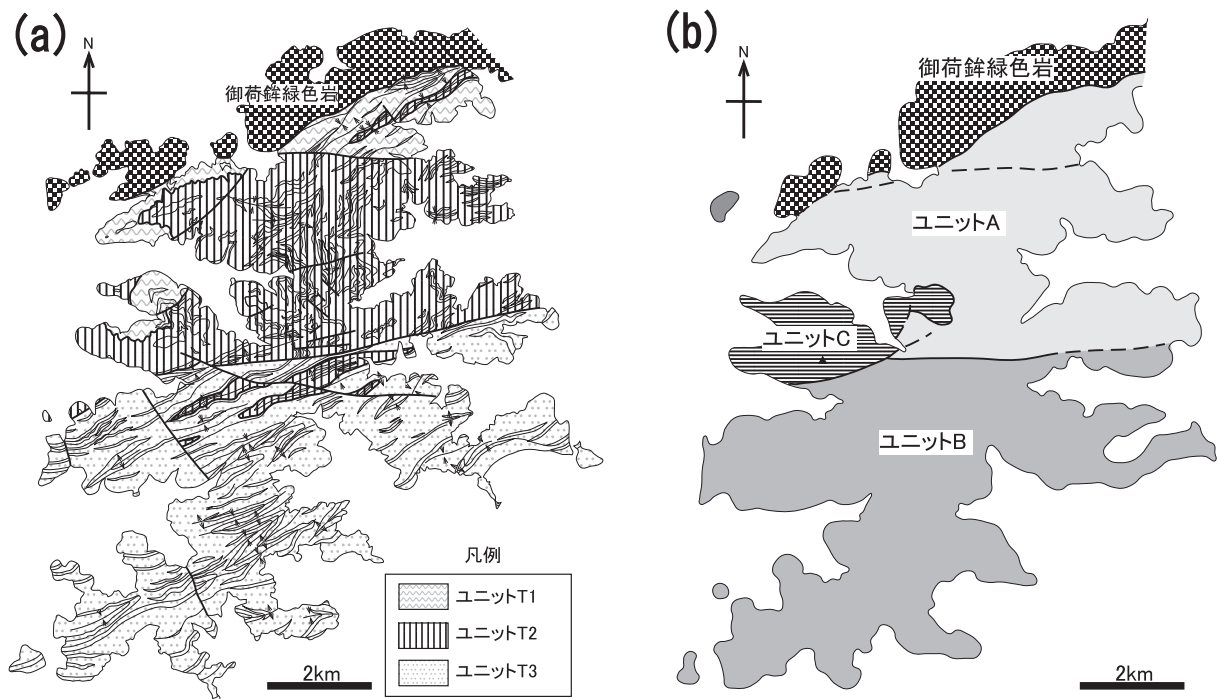 (a)
N
御荷鉾緑色岩
凡例
ユニットT1
ユニットT2
ユニットT3
2km
(b)
N
御荷鉾緑色岩
ユニットA
ユニットC
ユニットB
2km